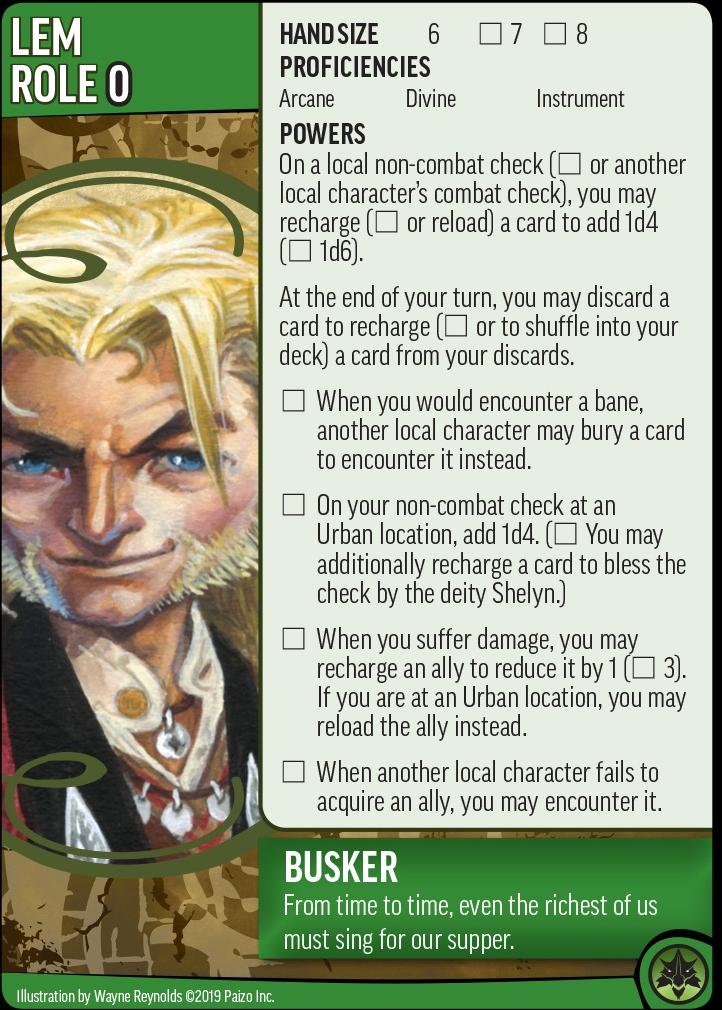 LEM
ROLE 0
HAND SIZE 6 ☐ 7 ☐ 8
PROFICIENCIES
Arcane Divine Instrument
POWERS
On a local non-combat check (☐ or another
local character's combat check), you may
recharge (☐ or reload) a card to add 1d4
(☐ 1d6).
At the end of your turn, you may discard a
card to recharge (☐ or to shuffle into your
deck) a card from your discards.
☐ When you would encounter a bane,
another local character may bury a card
to encounter it instead.
☐ On your non-combat check at an
Urban location, add 1d4. (☐ You may
additionally recharge a card to bless the
check by the deity Shelyn.)
☐ When you suffer damage, you may
recharge an ally to reduce it by 1 (☐ 3).
If you are at an Urban location, you may
reload the ally instead.
☐ When another local character fails to
acquire an ally, you may encounter it.
BUSKER
From time to time, even the richest of us
must sing for our supper.
Illustration by Wayne Reynolds ©2019 Paizo Inc.